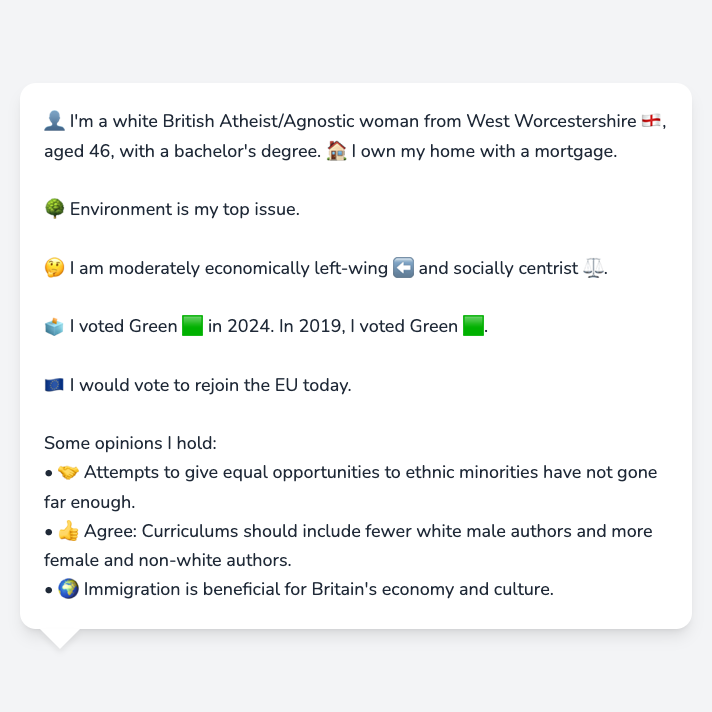 👤 I'm a white British Atheist/Agnostic woman from West Worcestershire 🏴󠁧󠁢󠁥󠁮󠁧󠁿,
aged 46, with a bachelor's degree. 🏠 I own my home with a mortgage.
🌳 Environment is my top issue.
🤔 I am moderately economically left-wing ⬅️ and socially centrist ⚖️.
🗳️ I voted Green 🟩 in 2024. In 2019, I voted Green 🟩.
🇪🇺 I would vote to rejoin the EU today.
Some opinions I hold:
• 🤝 Attempts to give equal opportunities to ethnic minorities have not gone
far enough.
• 👍 Agree: Curriculums should include fewer white male authors and more
female and non-white authors.
• 🌍 Immigration is beneficial for Britain's economy and culture.